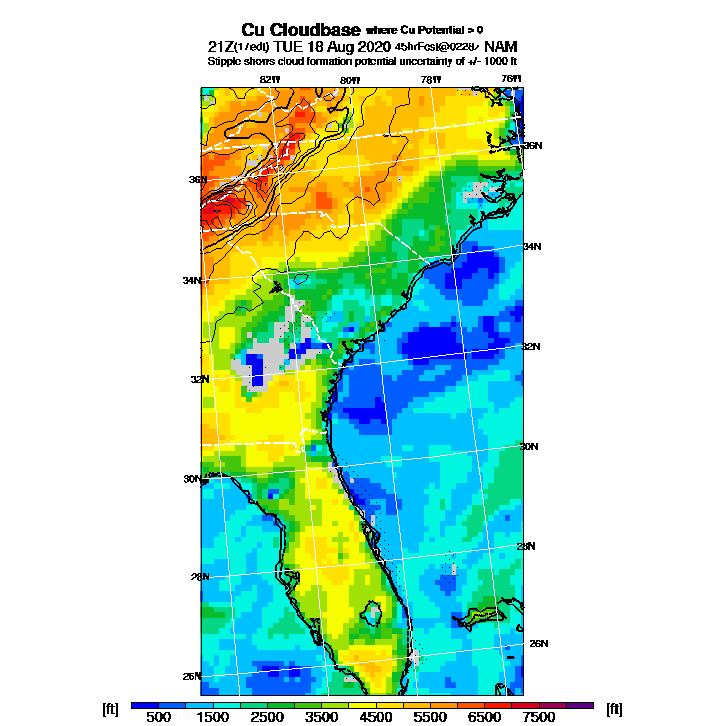 Cu Cloudbase where Cu Potential > 0
21Z(17edt) TUE 18 Aug 2020 45hrFcst@0228z NAM
Stipple shows cloud formation potential uncertainty of +/- 1000 ft
82W 80W 78W 76W
36N
36N
34N
34N
32N
32N
30N
30N
28N
28N
26N
26N
[ft] 500 1500 2500 3500 4500 5500 6500 7500 [ft]